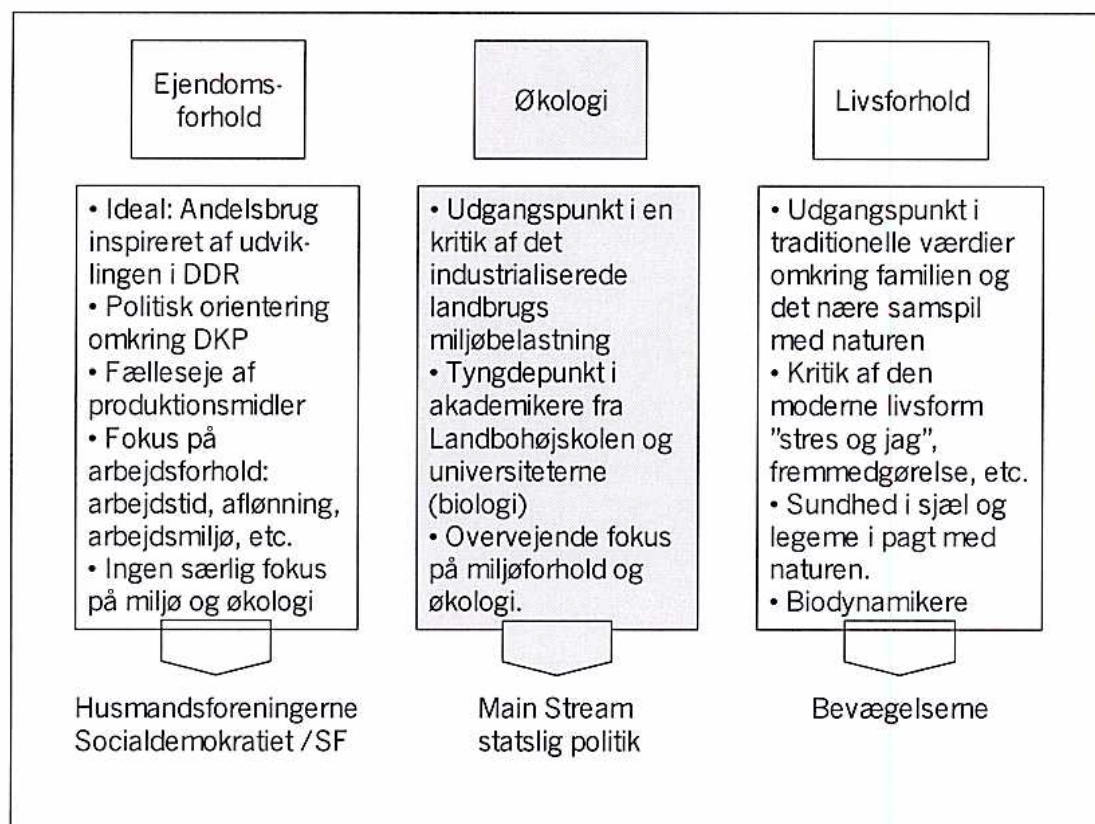 Ejendoms-
forhold
• Ideal: Andelsbrug
inspireret af udvik-
lingen i DDR
• Politisk orientering
omkring DKP
• Fælleseje af
produktionsmidler
• Fokus på
arbejdsforhold:
arbejdstid, aflønning,
arbejdsmiljø, etc.
• Ingen særlig fokus
på miljø og økologi
Husmandsforeningerne
Socialdemokratiet / SF
Økologi
• Udgangspunkt i en
kritik af det
industrialiserede
landbrugs
miljøbelastning
• Tyngdepunkt i
akademikere fra
Landbohøjskolen og
universiteterne
(biologi)
• Overvejende fokus
på miljøforhold og
økologi.
Main Stream
statslig politik
Livsforhold
• Udgangspunkt i
traditionelle værdier
omkring familien og
det nære samspil
med naturen
• Kritik af den
moderne livsform
"stres og jag",
fremmedgørelse, etc.
• Sundhed i sjæl og
legeme i pagt med
naturen.
• Biodynamikere
Bevægelserne